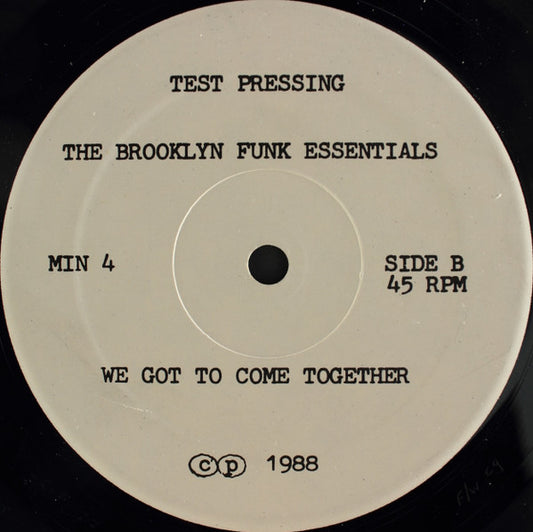 TEST PRESSING
THE BROOKLYN FUNK ESSENTIALS
MIN 4
SIDE B
45 RPM
WE GOT TO COME TOGETHER
ⓒⓟ 1988